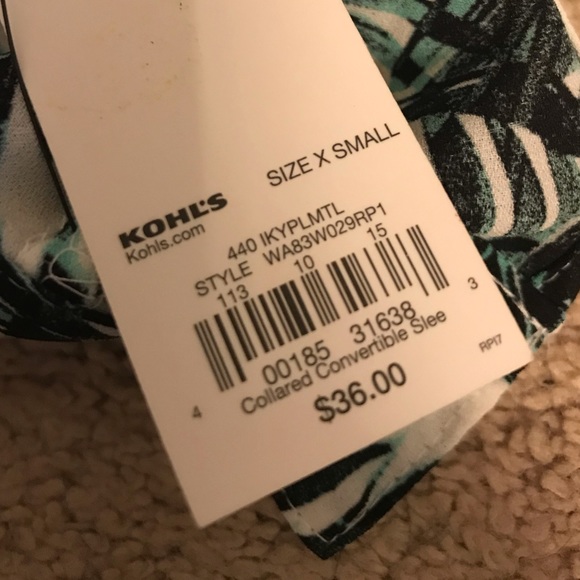 SIZE X SMALL
KOHL'S
Kohls.com
440 IKYPLMTL
STYLE WA83W029RP1
113 10 15
4 00185 31638 3
Collared Convertible Slee
$36.00
RPI7